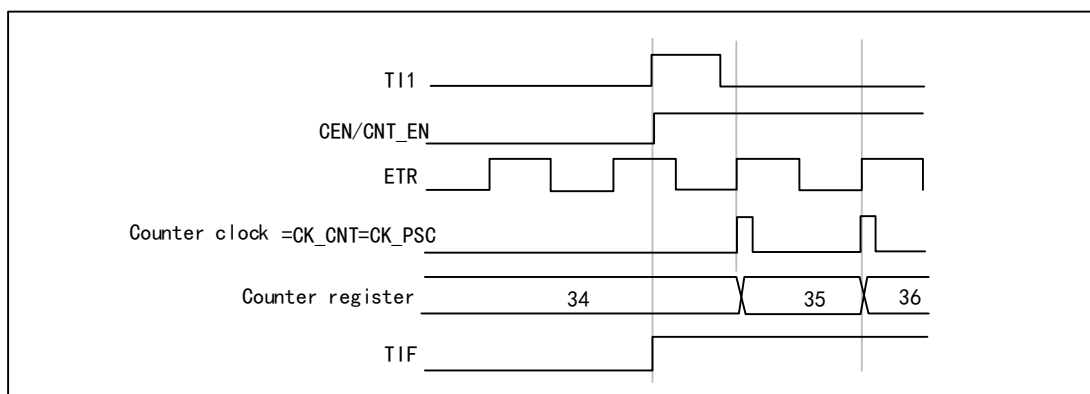 TI1
CEN/CNT_EN
ETR
Counter clock =CK_CNT=CK_PSC
Counter register 34 35 36
TIF